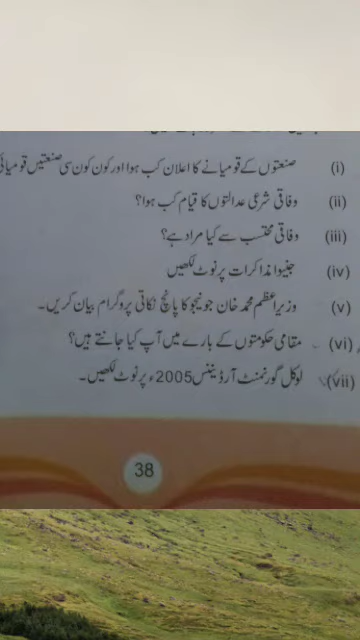 (i) صنعتوں کے قومیانے کا اعلان کب ہوا اور کون کون سی صنعتیں قومیائی
(ii) وفاقی شرعی عدالتوں کا قیام کب ہوا؟
(iii) وفاقی محتسب سے کیا مراد ہے؟
(iv) جنیوا مذاکرات پر نوٹ لکھیں
(v) وزیراعظم محمد خان جونیجو کا پانچ نکاتی پروگرام بیان کریں۔
(vi) مقامی حکومتوں کے بارے میں آپ کیا جانتے ہیں؟
(vii) لوکل گورنمنٹ آرڈیننس 2005ء پر نوٹ لکھیں۔
38